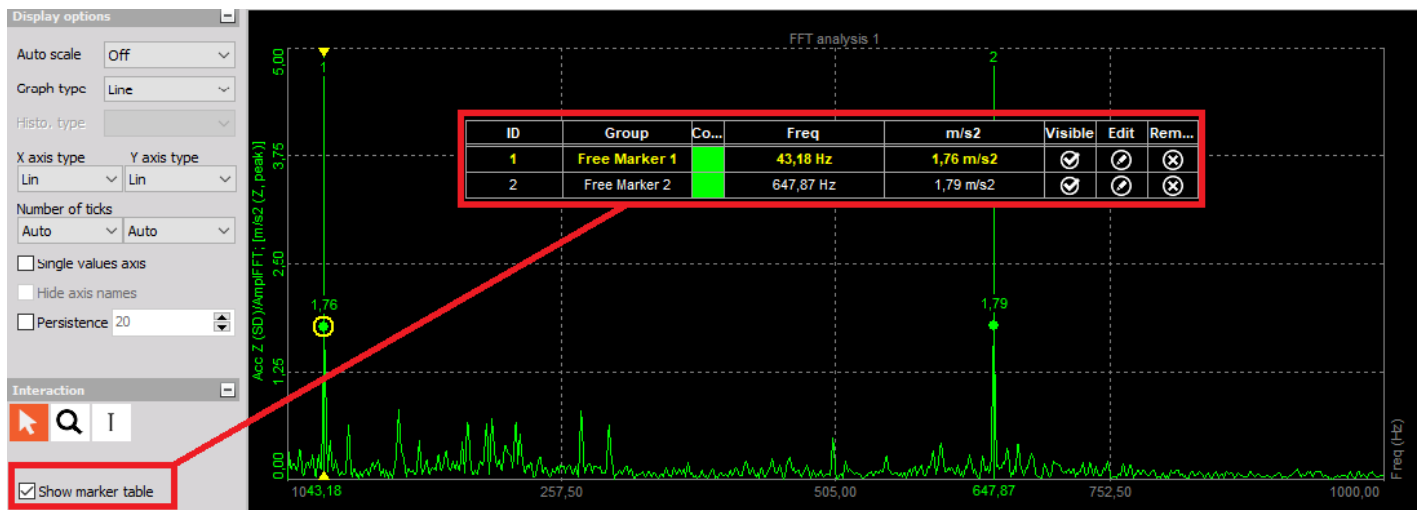 Display options
Auto scale Off
Graph type Line
Histo. type
X axis type Y axis type
Lin Lin
Number of ticks
Auto Auto
Single values axis
Hide axis names
Persistence 20
Interaction
I
Show marker table
FFT analysis 1
Acc Z (SD)/AmplFFT; [m/s2 (Z, peak)]
5,00
3,75
2,50
1,25
0,00
1
2
1,76
1,79
ID Group Co... Freq m/s2 Visible Edit Rem...
1 Free Marker 1 43,18 Hz 1,76 m/s2
2 Free Marker 2 647,87 Hz 1,79 m/s2
1043,18 257,50 505,00 647,87 752,50 1000,00
Freq (Hz)